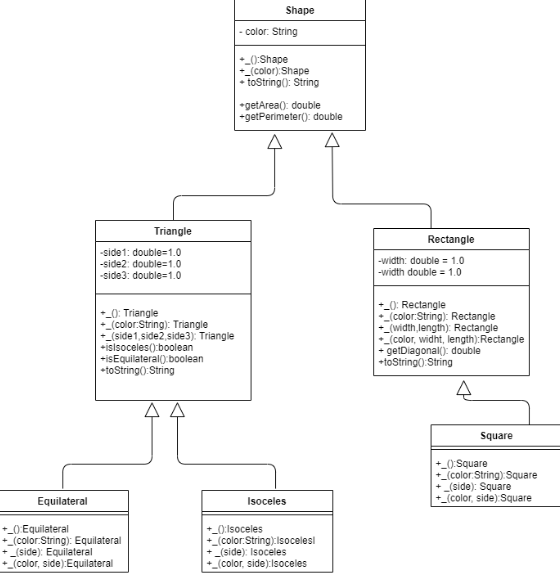 Shape
- color: String
+_():Shape
+_(color):Shape
+ toString(): String
+getArea(): double
+getPerimeter(): double
Triangle
-side1: double=1.0
-side2: double=1.0
-side3: double=1.0
+_(): Triangle
+_(color:String): Triangle
+_(side1,side2,side3): Triangle
+isIsoceles():boolean
+isEquilateral():boolean
+toString():String
Rectangle
-width: double = 1.0
-width double = 1.0
+_(): Rectangle
+_(color:String): Rectangle
+_(width,length): Rectangle
+_(color, widht, length):Rectangle
+ getDiagonal(): double
+toString():String
Square
+_():Square
+_(color:String):Square
+_(side): Square
+_(color, side):Square
Equilateral
+_():Equilateral
+_(color:String): Equilateral
+ _(side): Equilateral
+_(color, side):Equilateral
Isoceles
+_():Isoceles
+_(color:String):Isocelesl
+ _(side): Isoceles
+_(color, side):Isoceles